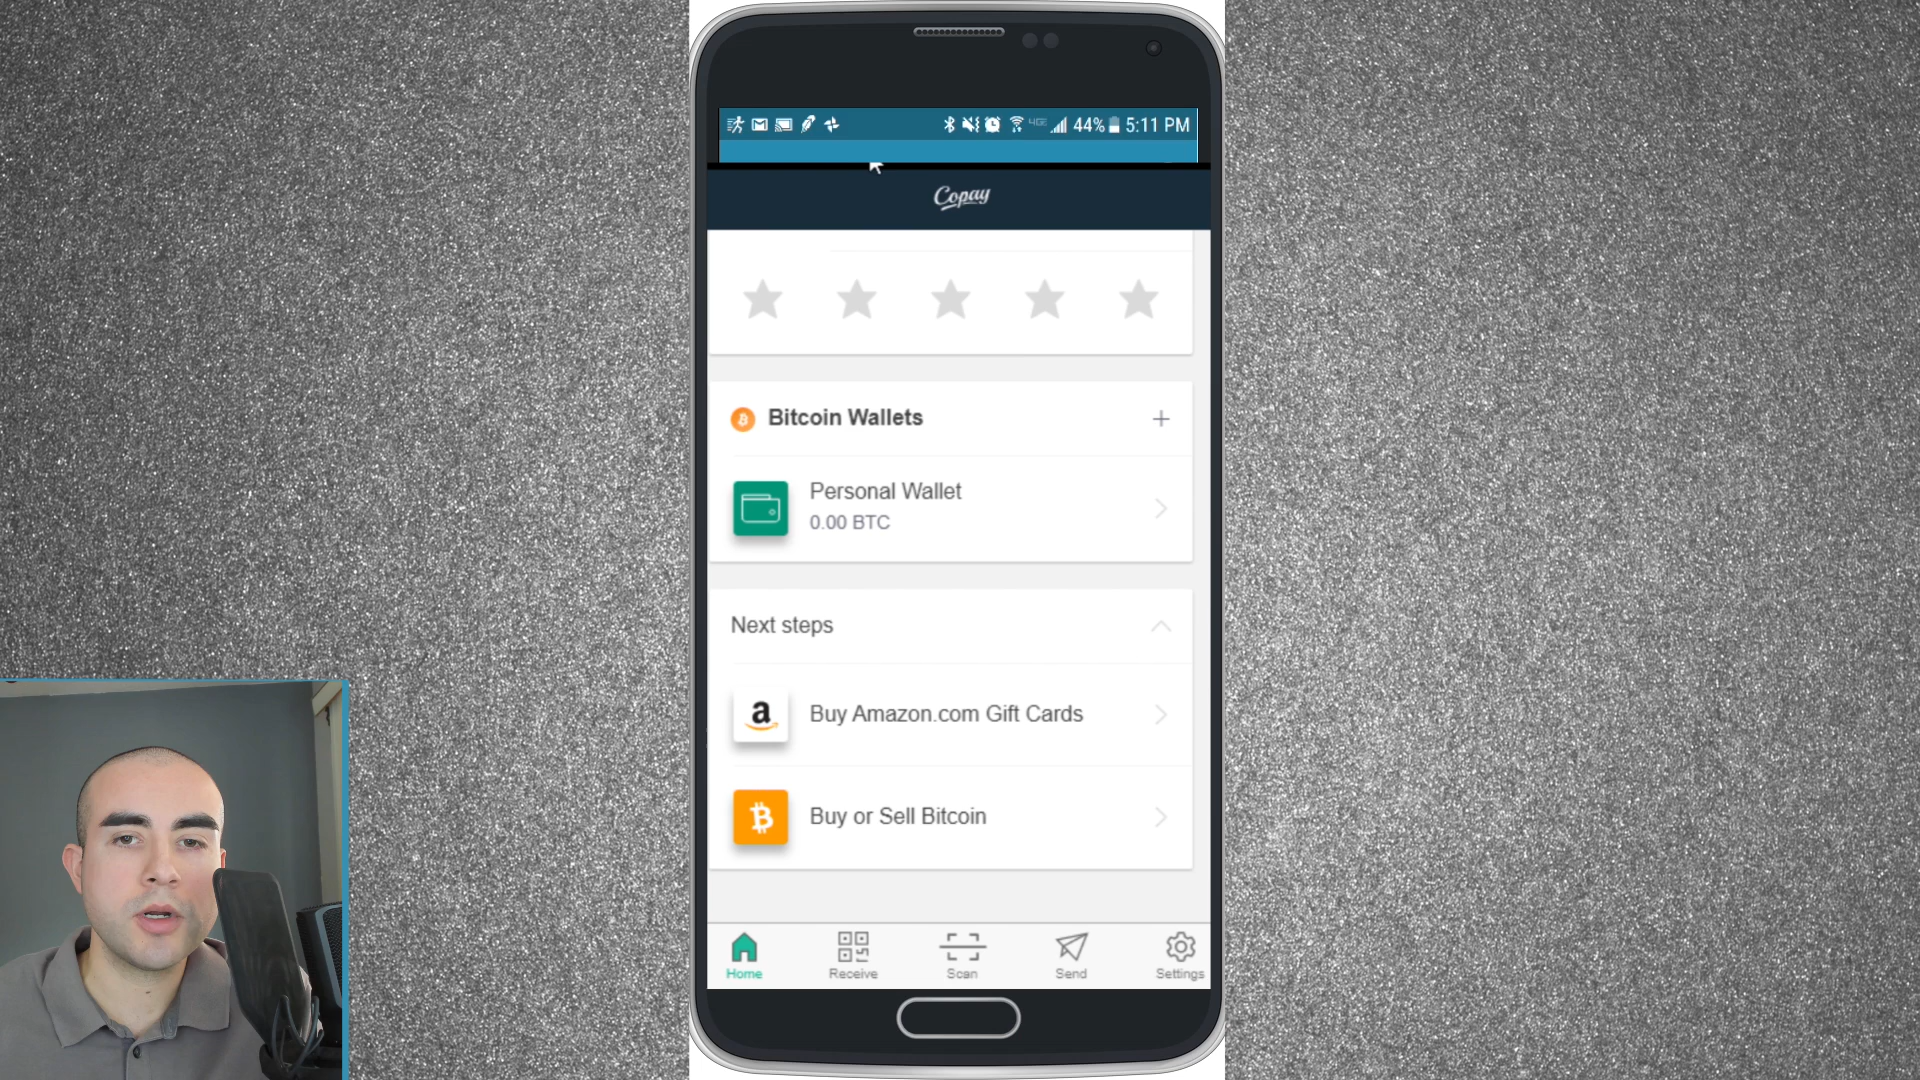 44% 5:11 PM
Copay
Bitcoin Wallets
Personal Wallet
0.00 BTC
Next steps
Buy Amazon.com Gift Cards
Buy or Sell Bitcoin
Home Receive Scan Send Settings